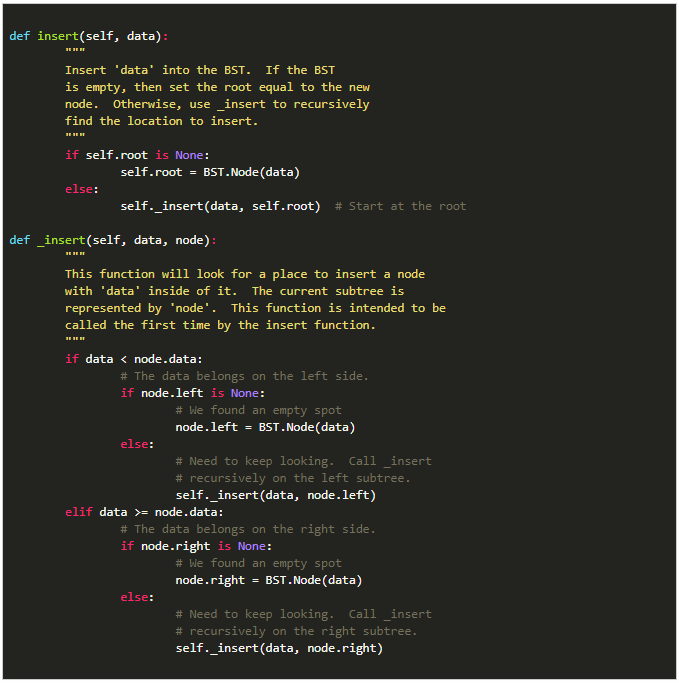 def insert(self, data):
        """
        Insert 'data' into the BST.  If the BST
        is empty, then set the root equal to the new
        node.  Otherwise, use _insert to recursively
        find the location to insert.
        """
        if self.root is None:
                self.root = BST.Node(data)
        else:
                self._insert(data, self.root)  # Start at the root

def _insert(self, data, node):
        """
        This function will look for a place to insert a node
        with 'data' inside of it.  The current subtree is
        represented by 'node'.  This function is intended to be
        called the first time by the insert function.
        """
        if data < node.data:
                # The data belongs on the left side.
                if node.left is None:
                        # We found an empty spot
                        node.left = BST.Node(data)
                else:
                        # Need to keep looking.  Call _insert
                        # recursively on the left subtree.
                        self._insert(data, node.left)
        elif data >= node.data:
                # The data belongs on the right side.
                if node.right is None:
                        # We found an empty spot
                        node.right = BST.Node(data)
                else:
                        # Need to keep looking.  Call _insert
                        # recursively on the right subtree.
                        self._insert(data, node.right)